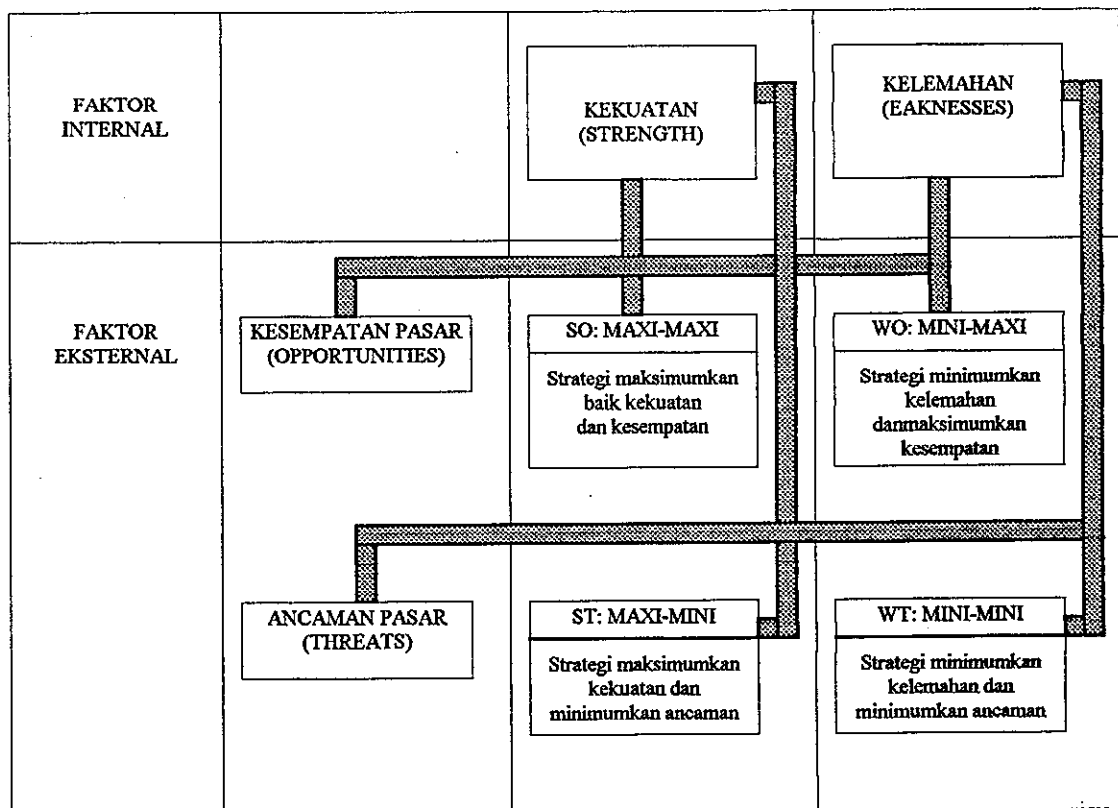 FAKTOR
INTERNAL
KEKUATAN
(STRENGTH)
KELEMAHAN
(EAKNESSES)
FAKTOR
EKSTERNAL
KESEMPATAN PASAR
(OPPORTUNITIES)
SO: MAXI-MAXI
Strategi maksimumkan
baik kekuatan
dan kesempatan
WO: MINI-MAXI
Strategi minimumkan
kelemahan
danmaksimumkan
kesempatan
ANCAMAN PASAR
(THREATS)
ST: MAXI-MINI
Strategi maksimumkan
kekuatan dan
minimumkan ancaman
WT: MINI-MINI
Strategi minimumkan
kelemahan dan
minimumkan ancaman